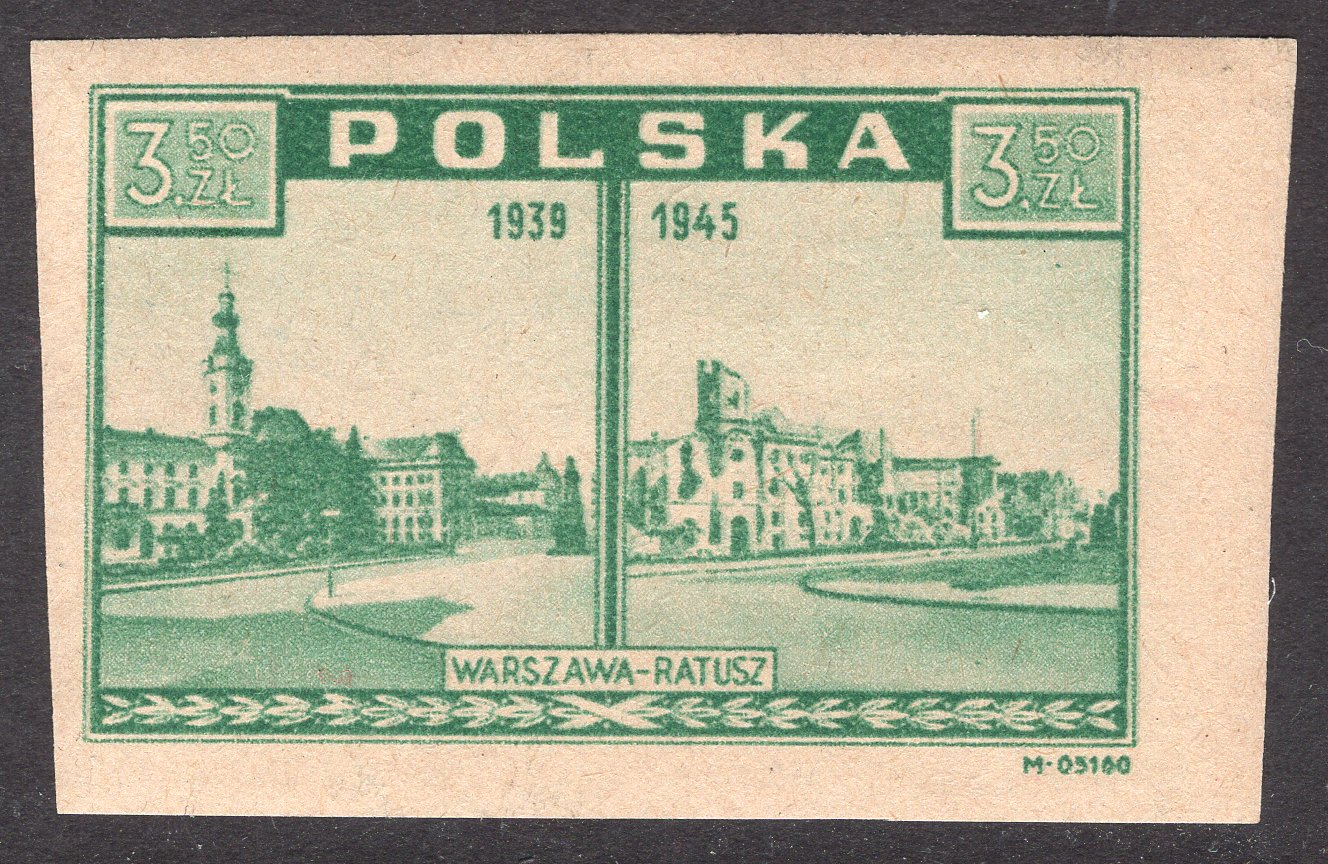 3.50 ZŁ
POLSKA
3.50 ZŁ
1939
1945
WARSZAWA-RATUSZ
M-03160